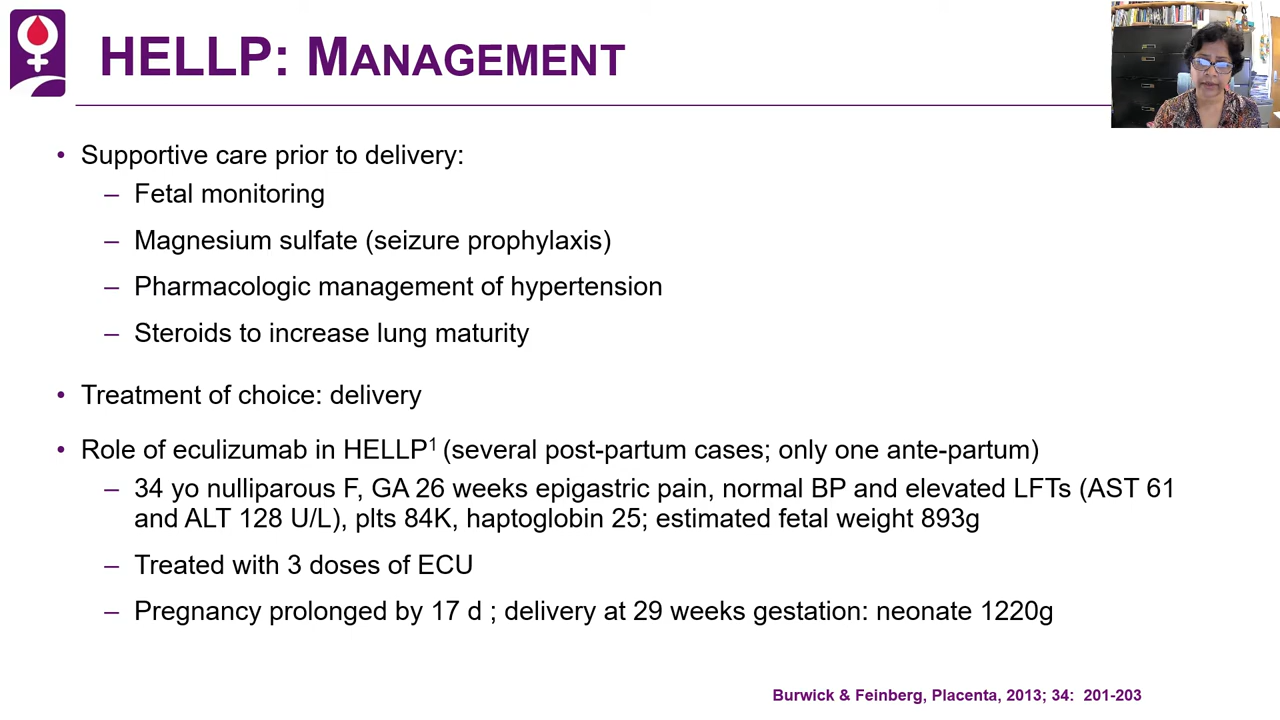 HELLP: MANAGEMENT
• Supportive care prior to delivery:
– Fetal monitoring
– Magnesium sulfate (seizure prophylaxis)
– Pharmacologic management of hypertension
– Steroids to increase lung maturity
• Treatment of choice: delivery
• Role of eculizumab in HELLP¹ (several post-partum cases; only one ante-partum)
– 34 yo nulliparous F, GA 26 weeks epigastric pain, normal BP and elevated LFTs (AST 61
and ALT 128 U/L), plts 84K, haptoglobin 25; estimated fetal weight 893g
– Treated with 3 doses of ECU
– Pregnancy prolonged by 17 d ; delivery at 29 weeks gestation: neonate 1220g
Burwick & Feinberg, Placenta, 2013; 34: 201-203